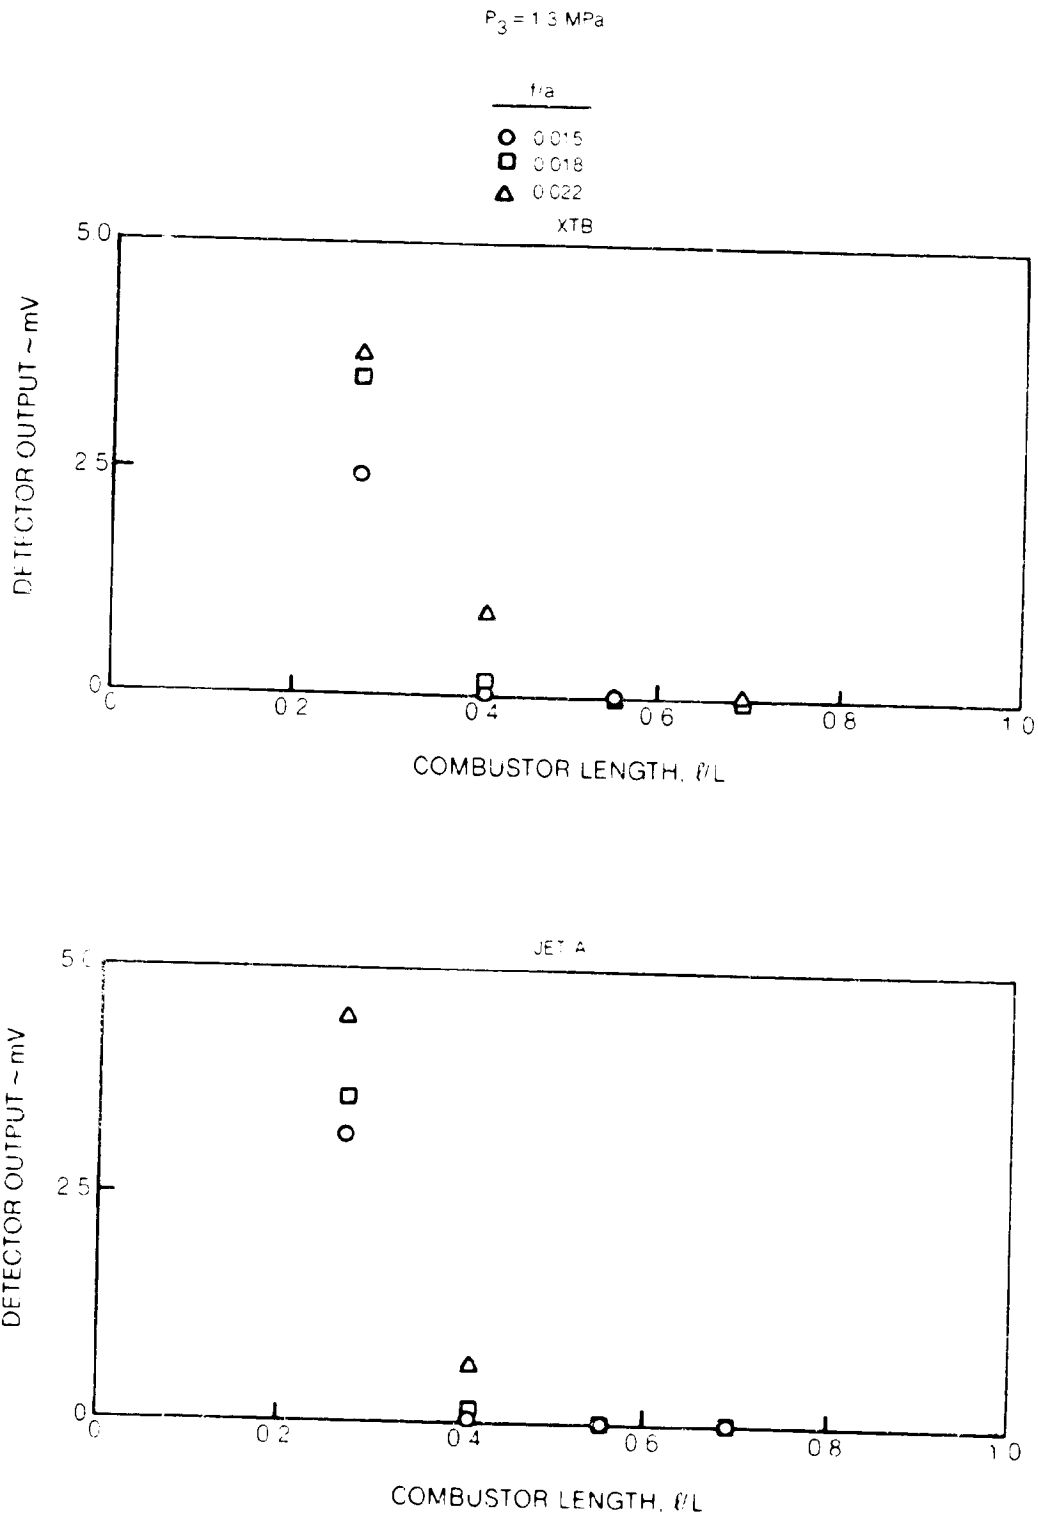 P3 = 1.3 MPa
f/a
0.015
0.018
0.022
XTB
5.0
2.5
0
DETECTOR OUTPUT ~ mV
0 0.2 0.4 0.6 0.8 1.0
COMBUSTOR LENGTH, ℓ/L
JET A
5.0
2.5
0
DETECTOR OUTPUT ~ mV
0 0.2 0.4 0.6 0.8 1.0
COMBUSTOR LENGTH, ℓ/L